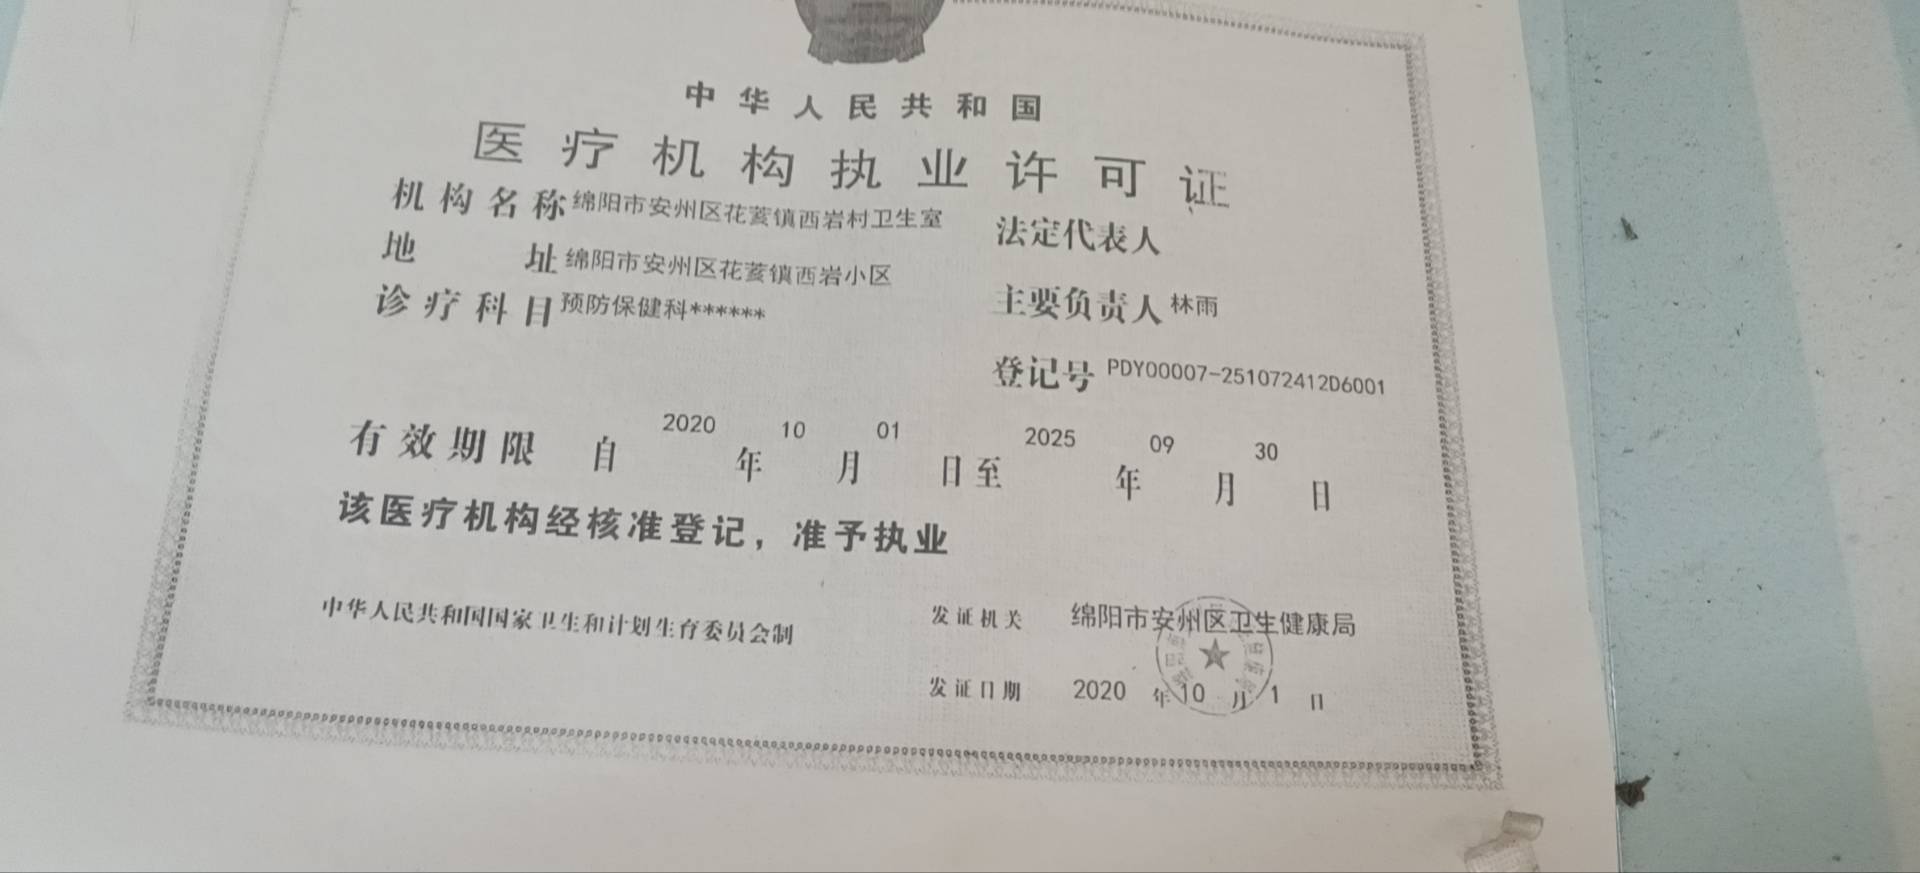 中华人民共和国
医疗机构执业许可证
机构名称 绵阳市安州区花荄镇西岩村卫生室
法定代表人
地址 绵阳市安州区花荄镇西岩小区
主要负责人 林雨
诊疗科目 预防保健科******
登记号 PDY00007-251072412D6001
有效期限 自 2020 年 10 月 01 日至 2025 年 09 月 30 日
该医疗机构经核准登记，准予执业
中华人民共和国国家卫生和计划生育委员会制
发证机关 绵阳市安州区卫生健康局
发证日期 2020 年 10 月 1 日